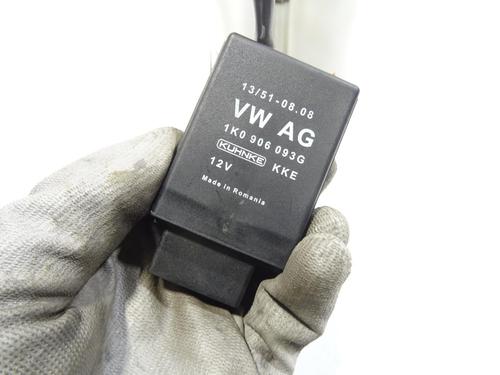 13/51-08.08
VW AG
1K0 906 093G
KUHNKE KKE
12V
Made in Romania